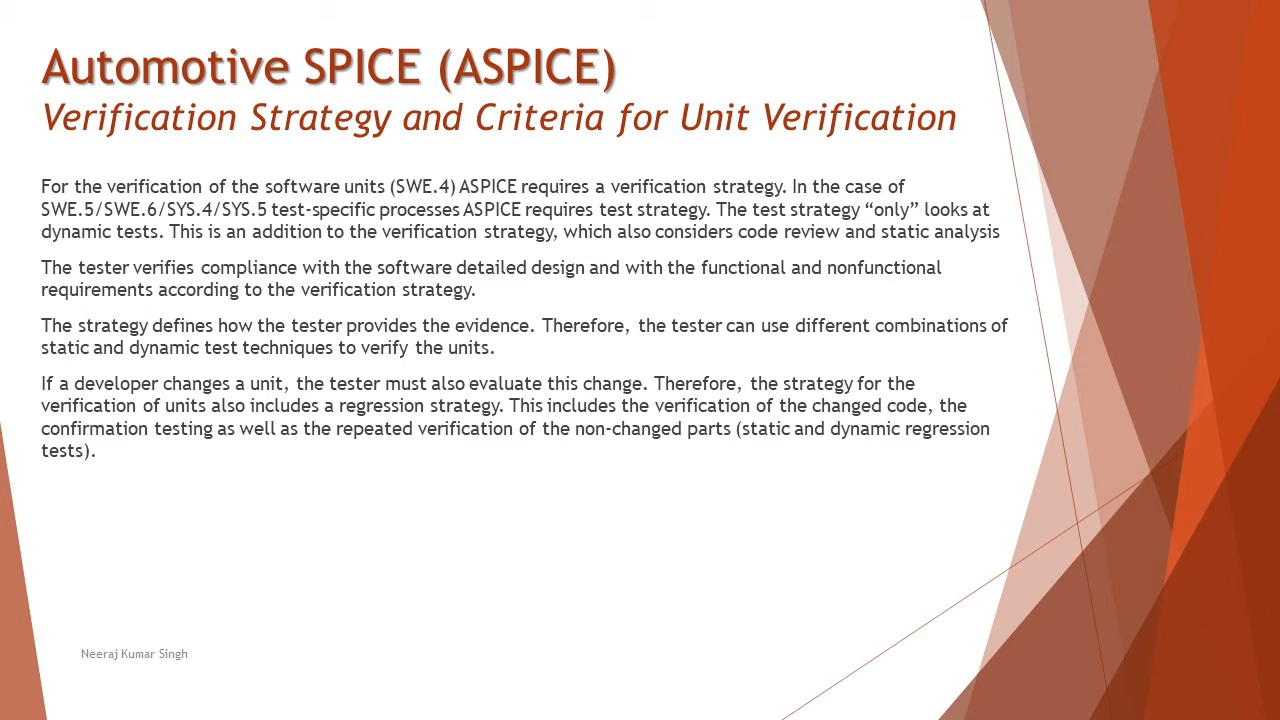 Automotive SPICE (ASPICE)
Verification Strategy and Criteria for Unit Verification
For the verification of the software units (SWE.4) ASPICE requires a verification strategy. In the case of
SWE.5/SWE.6/SYS.4/SYS.5 test-specific processes ASPICE requires test strategy. The test strategy “only” looks at
dynamic tests. This is an addition to the verification strategy, which also considers code review and static analysis
The tester verifies compliance with the software detailed design and with the functional and nonfunctional
requirements according to the verification strategy.
The strategy defines how the tester provides the evidence. Therefore, the tester can use different combinations of
static and dynamic test techniques to verify the units.
If a developer changes a unit, the tester must also evaluate this change. Therefore, the strategy for the
verification of units also includes a regression strategy. This includes the verification of the changed code, the
confirmation testing as well as the repeated verification of the non-changed parts (static and dynamic regression
tests).
Neeraj Kumar Singh